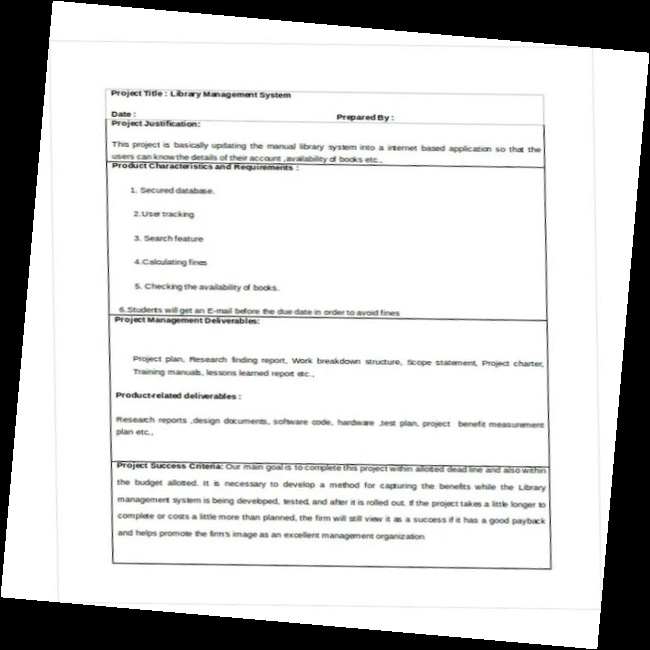 Project Title : Library Management System
Date :
Prepared By :
Project Justification:
This project is basically updating the manual library system into a internet based application so that the
users can know the details of their account ,availability of books etc.,
Product Characteristics and Requirements :
1. Secured database.
2.User tracking
3. Search feature
4.Calculating fines
5. Checking the availability of books.
6.Students will get an E-mail before the due date in order to avoid fines
Project Management Deliverables:
Project plan, Research finding report, Work breakdown structure, Scope statement, Project charter,
Training manuals, lessons learned report etc.,
Product-related deliverables :
Research reports ,design documents, software code, hardware ,test plan, project benefit measurement
plan etc.,
Project Success Criteria: Our main goal is to complete this project within allotted dead line and also within
the budget allotted. It is necessary to develop a method for capturing the benefits while the Library
management system is being developed, tested, and after it is rolled out. If the project takes a little longer to
complete or costs a little more than planned, the firm will still view it as a success if it has a good payback
and helps promote the firm's image as an excellent management organization